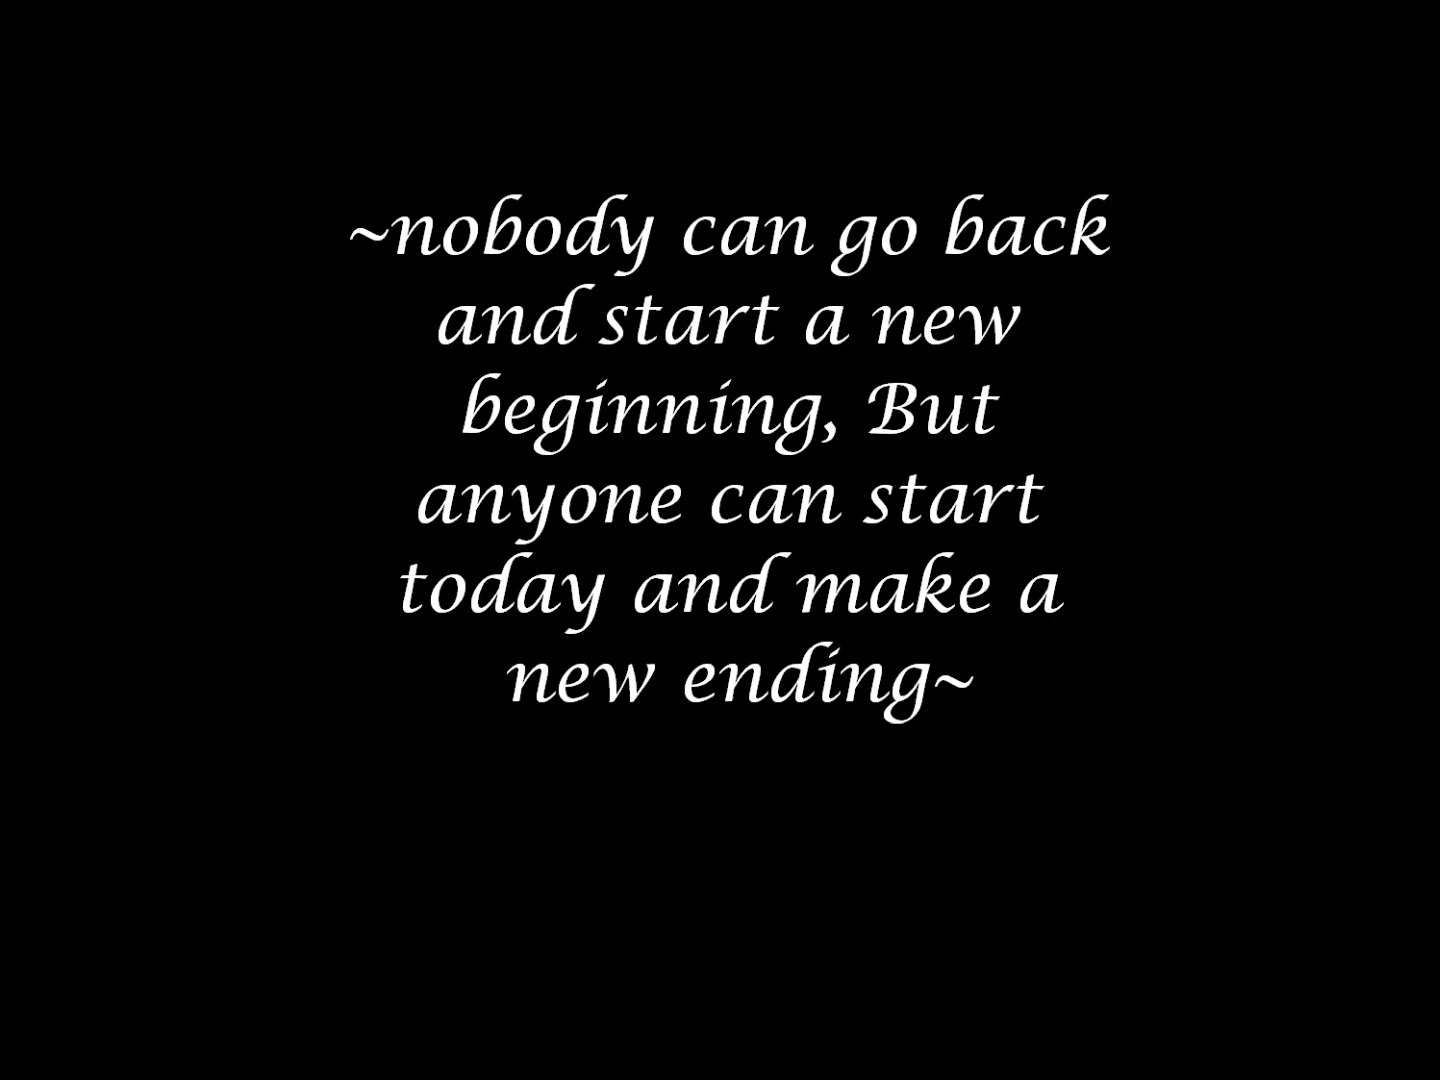 ~nobody can go back
and start a new
beginning, But
anyone can start
today and make a
new ending~